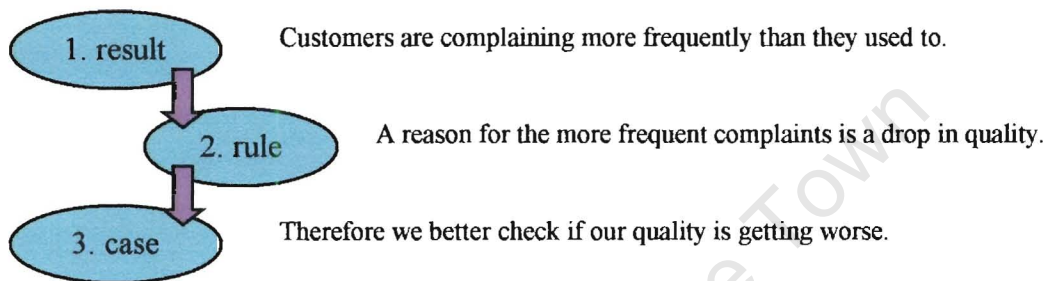 1. result
Customers are complaining more frequently than they used to.
2. rule
A reason for the more frequent complaints is a drop in quality.
3. case
Therefore we better check if our quality is getting worse.
Town